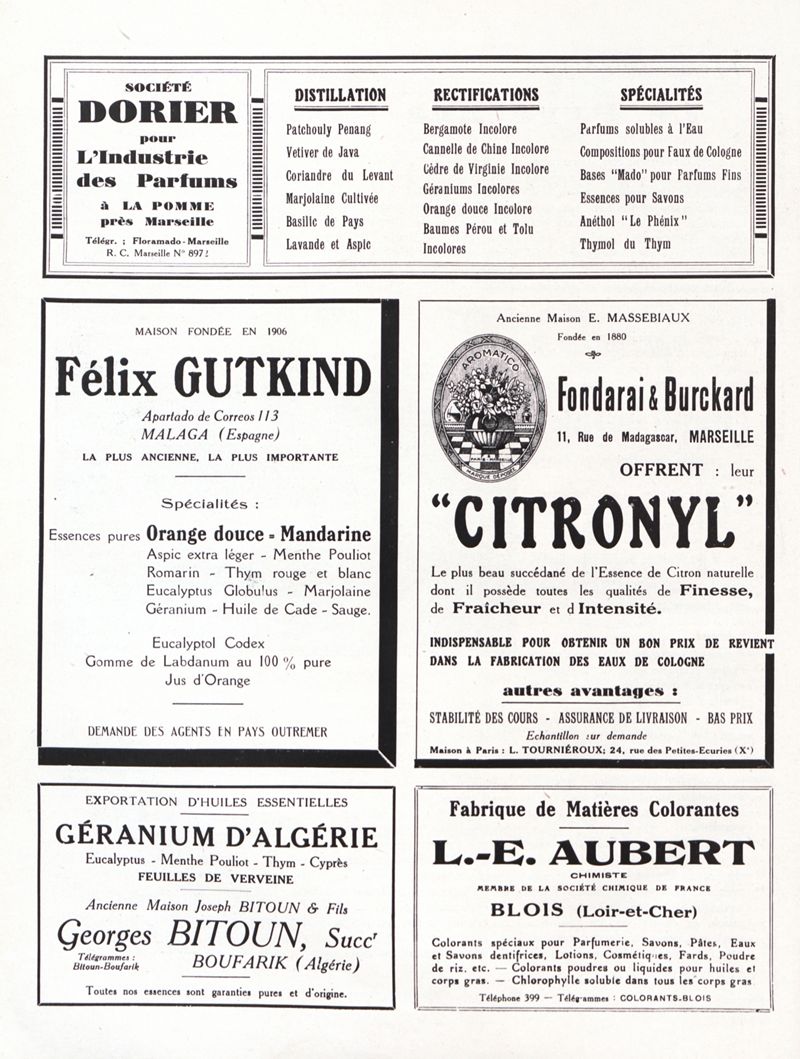 SOCIÉTÉ
DORIER
pour
L'Industrie
des Parfums
à LA POMME
près Marseille
Télégr. : Floramado-Marseille
R. C. Marseille N° 897
DISTILLATION
Patchouly Penang
Vetiver de Java
Coriandre du Levant
Marjolaine Cultivée
Basilic de Pays
Lavande et Aspic
RECTIFICATIONS
Bergamote Incolore
Cannelle de Chine Incolore
Cèdre de Virginie Incolore
Géraniums Incolores
Orange douce Incolore
Baumes Pérou et Tolu
Incolores
SPÉCIALITÉS
Parfums solubles à l'Eau
Compositions pour Eaux de Cologne
Bases "Mado" pour Parfums Fins
Essences pour Savons
Anéthol "Le Phénix"
Thymol du Thym
MAISON FONDÉE EN 1906
Félix GUTKIND
Apartado de Correos 113
MALAGA (Espagne)
LA PLUS ANCIENNE, LA PLUS IMPORTANTE
Spécialités :
Essences pures Orange douce - Mandarine
Aspic extra léger - Menthe Pouliot
Romarin - Thym rouge et blanc
Eucalyptus Globulus - Marjolaine
Géranium - Huile de Cade - Sauge.
Eucalyptol Codex
Gomme de Labdanum au 100 % pure
Jus d'Orange
DEMANDE DES AGENTS EN PAYS OUTREMER
Ancienne Maison E. MASSEBIAUX
Fondée en 1880
AROMATICO
PARIS - MARSEILLE
MARQUE DÉPOSÉE
Fondarai & Burckard
11, Rue de Madagascar, MARSEILLE
OFFRENT : leur
"CITRONYL"
Le plus beau succédané de l'Essence de Citron naturelle
dont il possède toutes les qualités de Finesse,
de Fraîcheur et d Intensité.
INDISPENSABLE POUR OBTENIR UN BON PRIX DE REVIENT
DANS LA FABRICATION DES EAUX DE COLOGNE
autres avantages :
STABILITÉ DES COURS - ASSURANCE DE LIVRAISON - BAS PRIX
Echantillon sur demande
Maison à Paris : L. TOURNIÉROUX; 24, rue des Petites-Ecuries (Xe)
EXPORTATION D'HUILES ESSENTIELLES
GÉRANIUM D'ALGÉRIE
Eucalyptus - Menthe Pouliot - Thym - Cyprès
FEUILLES DE VERVEINE
Ancienne Maison Joseph BITOUN & Fils
Georges BITOUN, Succr
Télégrammes :
Bitoun-Boufarik
BOUFARIK (Algérie)
Toutes nos essences sont garanties pures et d'origine.
Fabrique de Matières Colorantes
L.-E. AUBERT
CHIMISTE
MEMBRE DE LA SOCIÉTÉ CHIMIQUE DE FRANCE
BLOIS (Loir-et-Cher)
Colorants spéciaux pour Parfumerie, Savons, Pâtes, Eaux
et Savons dentifrices, Lotions, Cosmétiques, Fards, Poudre
de riz. etc. — Colorants poudres ou liquides pour huiles et
corps gras. — Chlorophylle soluble dans tous les corps gras
Téléphone 399 — Télégrammes : COLORANTS-BLOIS